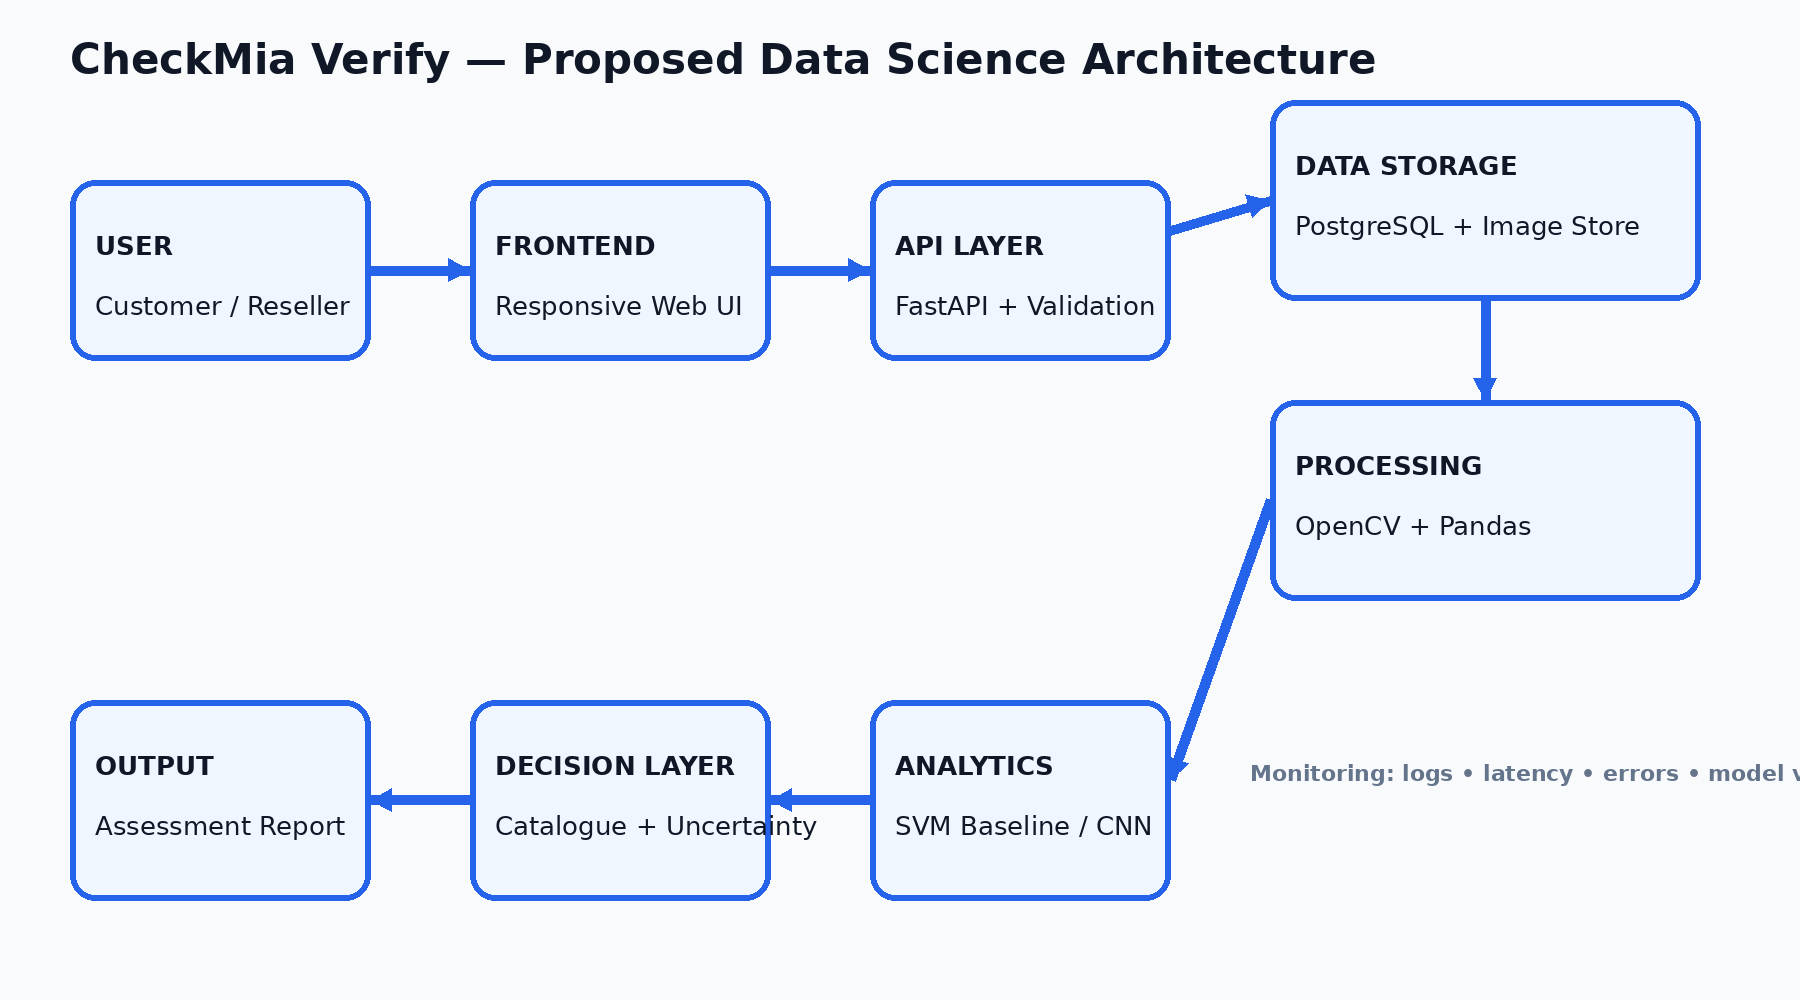 CheckMia Verify — Proposed Data Science Architecture
DATA STORAGE
PostgreSQL + Image Store
USER
Customer / Reseller
FRONTEND
Responsive Web UI
API LAYER
FastAPI + Validation
PROCESSING
OpenCV + Pandas
OUTPUT
Assessment Report
DECISION LAYER
Catalogue + Uncertainty
ANALYTICS
SVM Baseline / CNN
Monitoring: logs • latency • errors • model